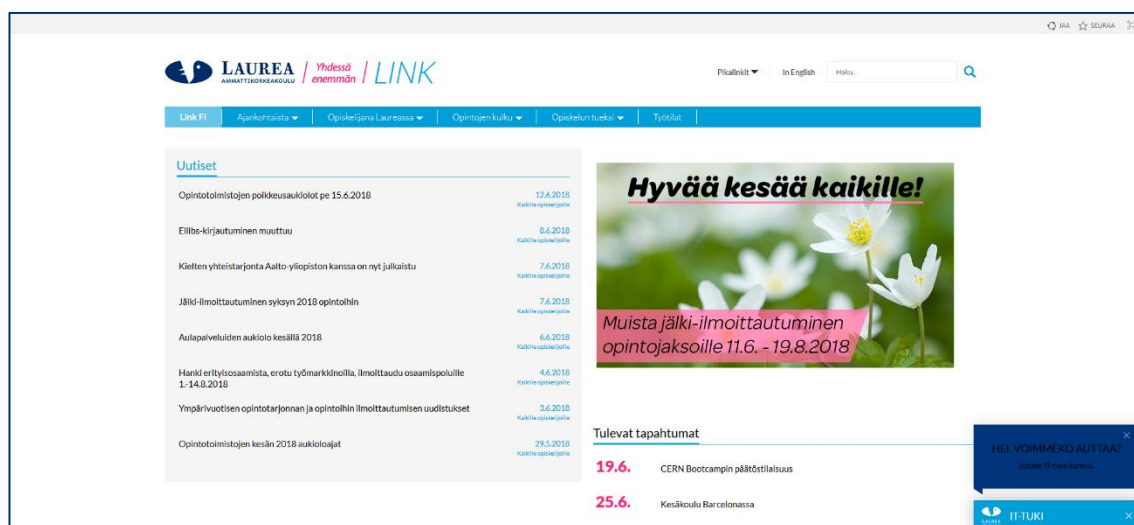 JAA SEURAA
LAUREA
AMMATTIKORKEAKOULU
Yhdessä
enemmän
LINK
Pikalinkit In English Haku...
Link FI Ajankohtaista Opiskelijana Laureassa Opintojen kulku Opiskelun tueksi Työtilat
Uutiset
Opintotoimistojen poikkeusaukiolot pe 15.6.2018 12.6.2018
Kaikille opiskelijoille
Ellibs-kirjautuminen muuttuu 8.6.2018
Kaikille opiskelijoille
Kielten yhteistarjonta Aalto-yliopiston kanssa on nyt julkaistu 7.6.2018
Kaikille opiskelijoille
Jälki-ilmoittautuminen syksyn 2018 opintoihin 7.6.2018
Kaikille opiskelijoille
Aulapalveluiden aukiolo kesällä 2018 6.6.2018
Kaikille opiskelijoille
Hanki erityisosaamista, erotu työmarkkinoilla, ilmoittaudu osaamispoluille 4.6.2018
1.-14.8.2018 Kaikille opiskelijoille
Ympärivuotisen opintotarjonnan ja opintoihin ilmoittautumisen uudistukset 3.6.2018
Kaikille opiskelijoille
Opintotoimistojen kesän 2018 aukioloajat 29.5.2018
Kaikille opiskelijoille
Hyvää kesää kaikille!
Muista jälki-ilmoittautuminen
opintojaksoille 11.6. - 19.8.2018
Tulevat tapahtumat
19.6. CERN Bootcampin päätöstilaisuus
25.6. Kesäkoulu Barcelonassa
HEI, VOIMMEKO AUTTAA?
Juttele IT-tuen kanssa.
LAUREA IT-TUKI